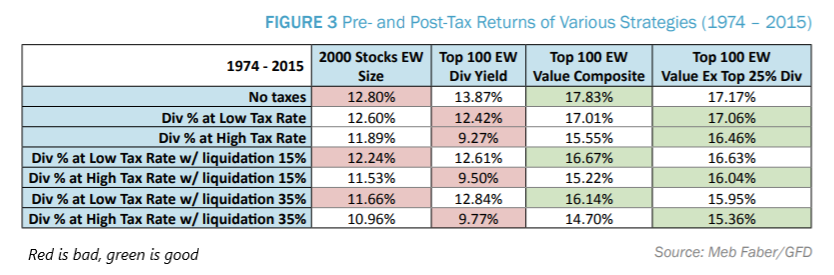 FIGURE 3 Pre- and Post-Tax Returns of Various Strategies (1974 – 2015)
1974 - 2015 2000 Stocks EW Size Top 100 EW Div Yield Top 100 EW Value Composite Top 100 EW Value Ex Top 25% Div
No taxes 12.80% 13.87% 17.83% 17.17%
Div % at Low Tax Rate 12.60% 12.42% 17.01% 17.06%
Div % at High Tax Rate 11.89% 9.27% 15.55% 16.46%
Div % at Low Tax Rate w/ liquidation 15% 12.24% 12.61% 16.67% 16.63%
Div % at High Tax Rate w/ liquidation 15% 11.53% 9.50% 15.22% 16.04%
Div % at Low Tax Rate w/ liquidation 35% 11.66% 12.84% 16.14% 15.95%
Div % at High Tax Rate w/ liquidation 35% 10.96% 9.77% 14.70% 15.36%
Red is bad, green is good
Source: Meb Faber/GFD